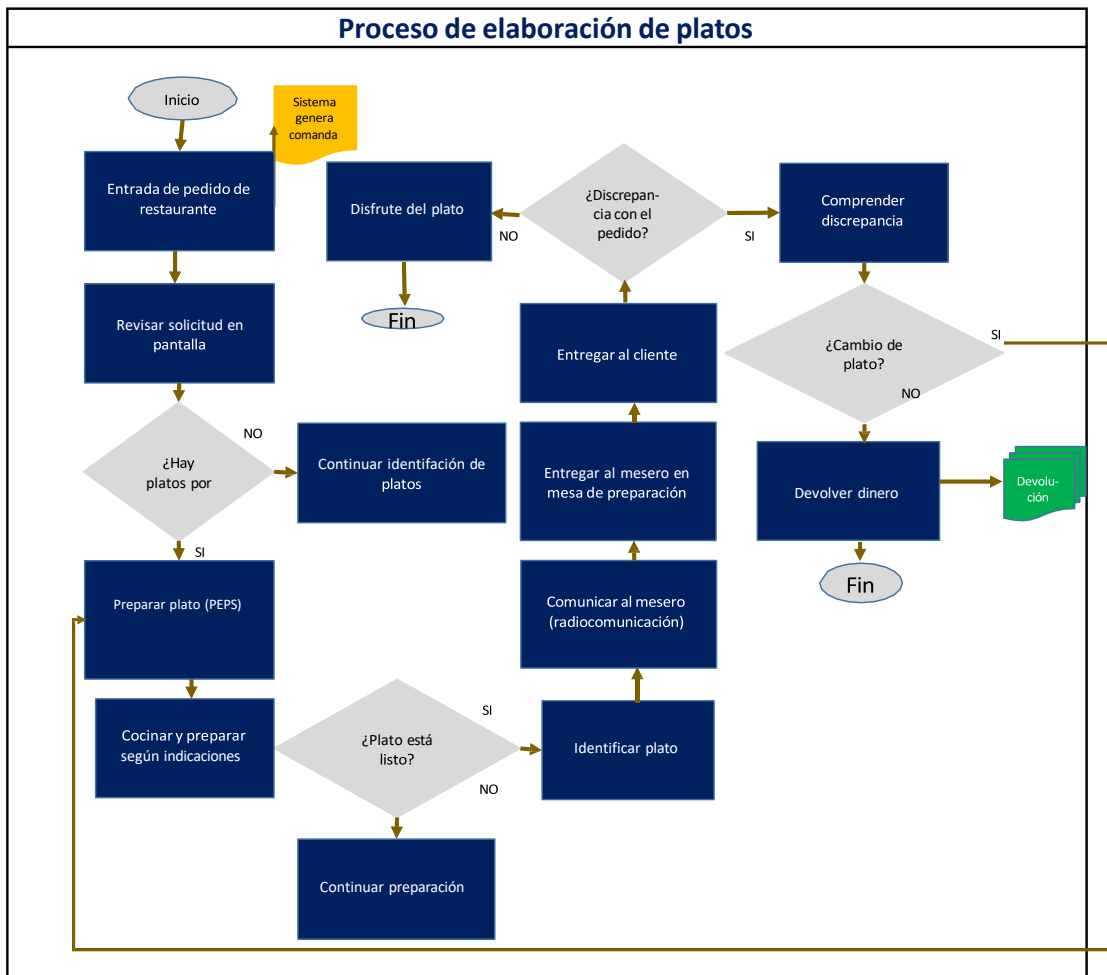 Proceso de elaboración de platos
Inicio
Sistema
genera
comanda
Entrada de pedido de
restaurante
Revisar solicitud en
pantalla
¿Hay
platos por
NO
Continuar identifación de
platos
SI
Preparar plato (PEPS)
Cocinar y preparar
según indicaciones
¿Plato está
listo?
SI
NO
Continuar preparación
Identificar plato
Comunicar al mesero
(radiocomunicación)
Entregar al mesero en
mesa de preparación
Entregar al cliente
¿Discrepan-
cia con el
pedido?
NO
Disfrute del plato
Fin
SI
Comprender
discrepancia
¿Cambio de
plato?
SI
NO
Devolver dinero
Devolu-
ción
Fin